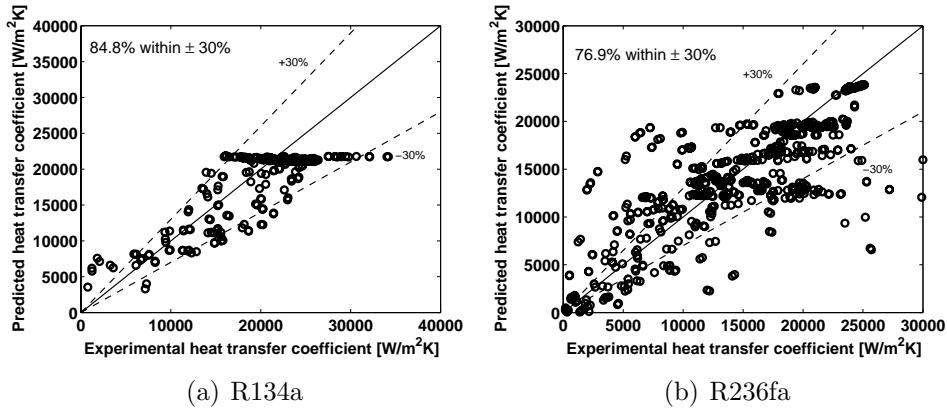 84.8% within ± 30%
+30%
−30%
40000
35000
30000
25000
20000
15000
10000
5000
0
0 10000 20000 30000 40000
Predicted heat transfer coefficient [W/m²K]
Experimental heat transfer coefficient [W/m²K]
(a) R134a
76.9% within ± 30%
+30%
−30%
30000
25000
20000
15000
10000
5000
0
0 5000 10000 15000 20000 25000 30000
Predicted heat transfer coefficient [W/m²K]
Experimental heat transfer coefficient [W/m²K]
(b) R236fa